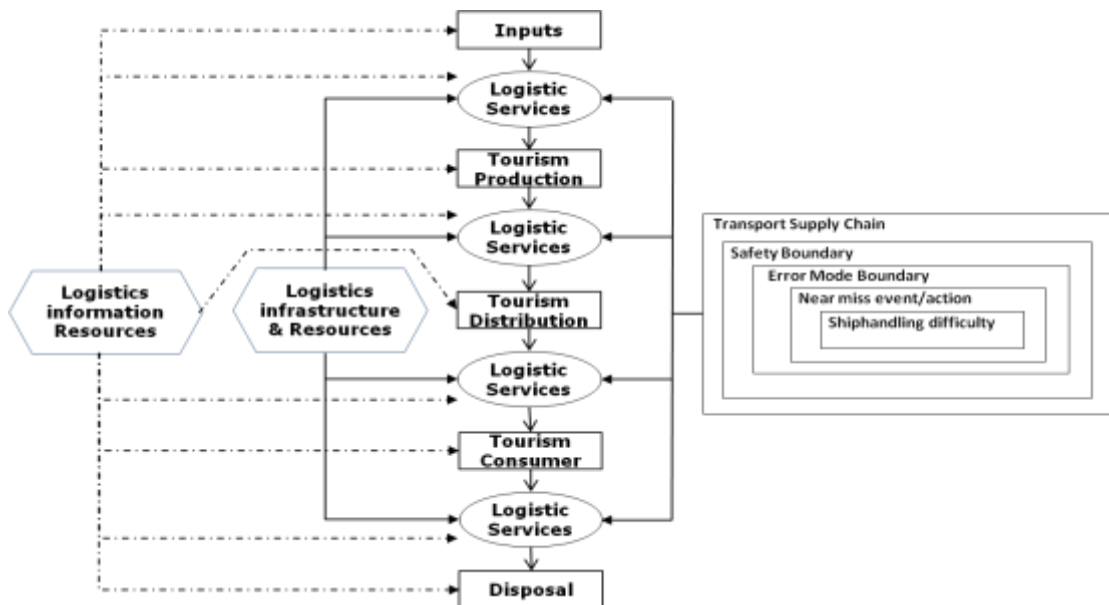 Inputs
Logistic
Services
Tourism
Production
Logistic
Services
Tourism
Distribution
Logistic
Services
Tourism
Consumer
Logistic
Services
Disposal
Logistics
information
Resources
Logistics
infrastructure
& Resources
Transport Supply Chain
Safety Boundary
Error Mode Boundary
Near miss event/action
Shiphandling difficulty